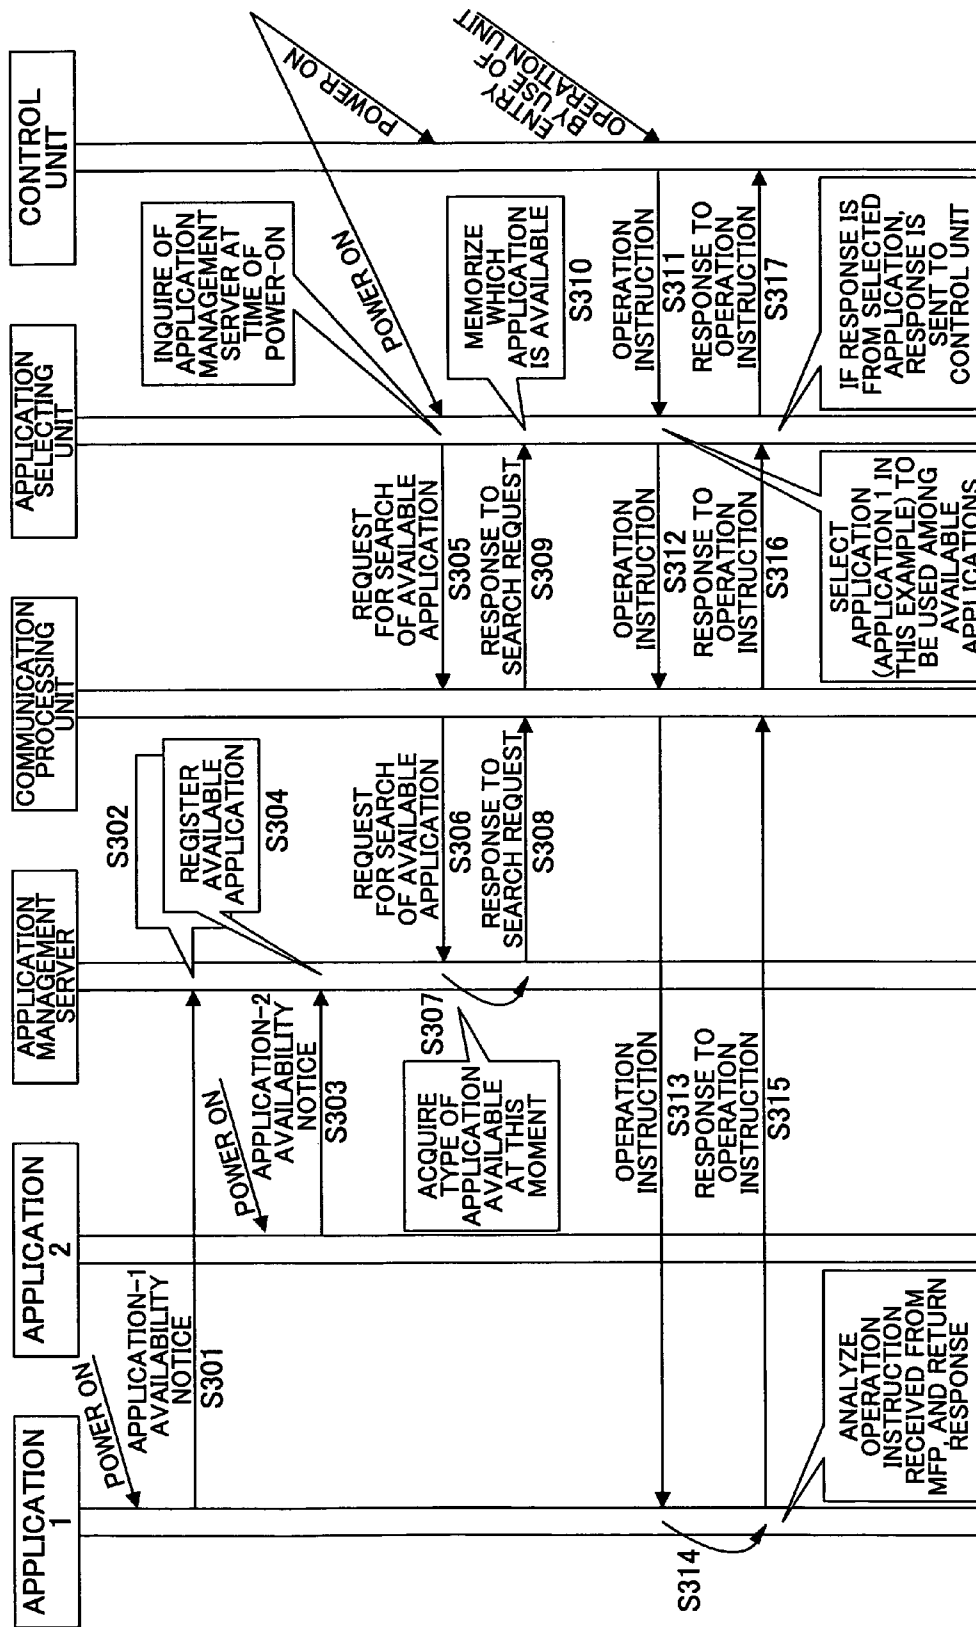 APPLICATION
1
APPLICATION
2
APPLICATION
MANAGEMENT
SERVER
COMMUNICATION
PROCESSING
UNIT
APPLICATION
SELECTING
UNIT
CONTROL
UNIT
POWER ON
APPLICATION-1
AVAILABILITY
NOTICE
S301
S302
REGISTER
AVAILABLE
APPLICATION
S304
POWER ON
APPLICATION-2
AVAILABILITY
NOTICE
S303
INQUIRE OF
APPLICATION
MANAGEMENT
SERVER AT
TIME OF
POWER-ON
POWER ON
POWER ON
REQUEST
FOR SEARCH
OF AVAILABLE
APPLICATION
S305
REQUEST
FOR SEARCH
OF AVAILABLE
APPLICATION
S306
S307
ACQUIRE
TYPE OF
APPLICATION
AVAILABLE
AT THIS
MOMENT
RESPONSE TO
SEARCH REQUEST
S308
RESPONSE TO
SEARCH REQUEST
S309
MEMORIZE
WHICH
APPLICATION
IS AVAILABLE
S310
ENTRY
BY USE OF
OPERATION
UNIT
OPERATION
INSTRUCTION
S311
OPERATION
INSTRUCTION
S312
OPERATION
INSTRUCTION
S313
S314
ANALYZE
OPERATION
INSTRUCTION
RECEIVED FROM
MFP, AND RETURN
RESPONSE
RESPONSE TO
OPERATION
INSTRUCTION
S315
RESPONSE TO
OPERATION
INSTRUCTION
S316
RESPONSE TO
OPERATION
INSTRUCTION
S317
SELECT
APPLICATION
(APPLICATION 1 IN
THIS EXAMPLE) TO
BE USED AMONG
AVAILABLE
APPLICATIONS
IF RESPONSE IS
FROM SELECTED
APPLICATION,
RESPONSE IS
SENT TO
CONTROL UNIT